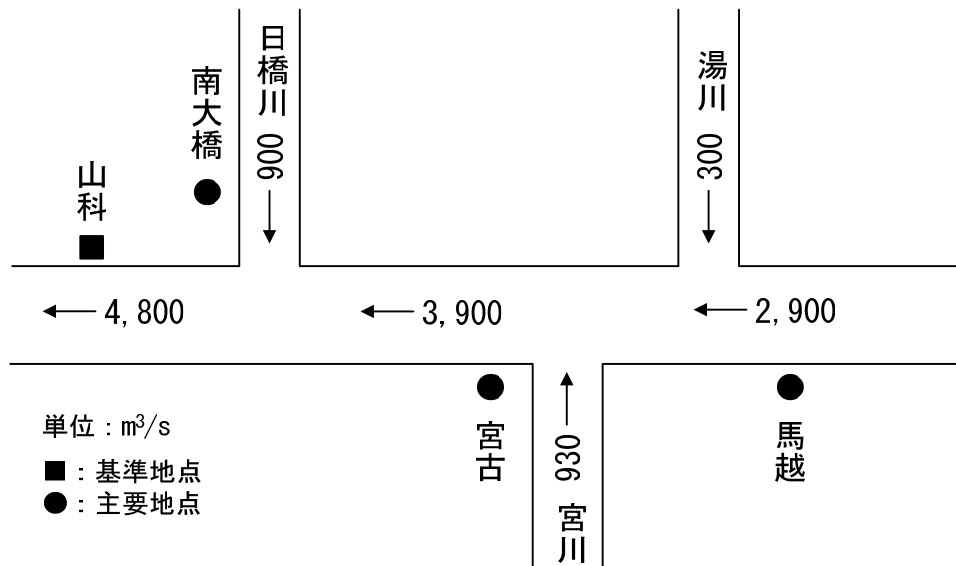 日橋川 900
湯川 300
南大橋
山科
4,800
3,900
2,900
宮古
930 宮川
馬越
単位：m³/s
■：基準地点
●：主要地点